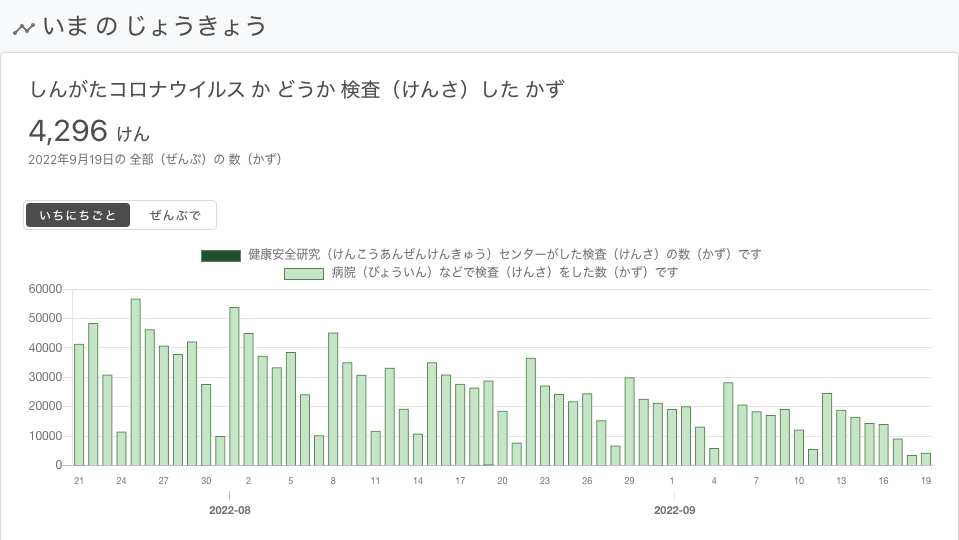 いま の じょうきょう
しんがたコロナウイルス か どうか 検査（けんさ）した かず
4,296 けん
2022年9月19日の 全部（ぜんぶ）の 数（かず）
いちにちごと ぜんぶで
健康安全研究（けんこうあんぜんけんきゅう）センターがした検査（けんさ）の数（かず）です
病院（びょういん）などで検査（けんさ）をした数（かず）です
60000
50000
40000
30000
20000
10000
0
21 24 27 30 2 5 8 11 14 17 20 23 26 29 1 4 7 10 13 16 19
2022-08 2022-09